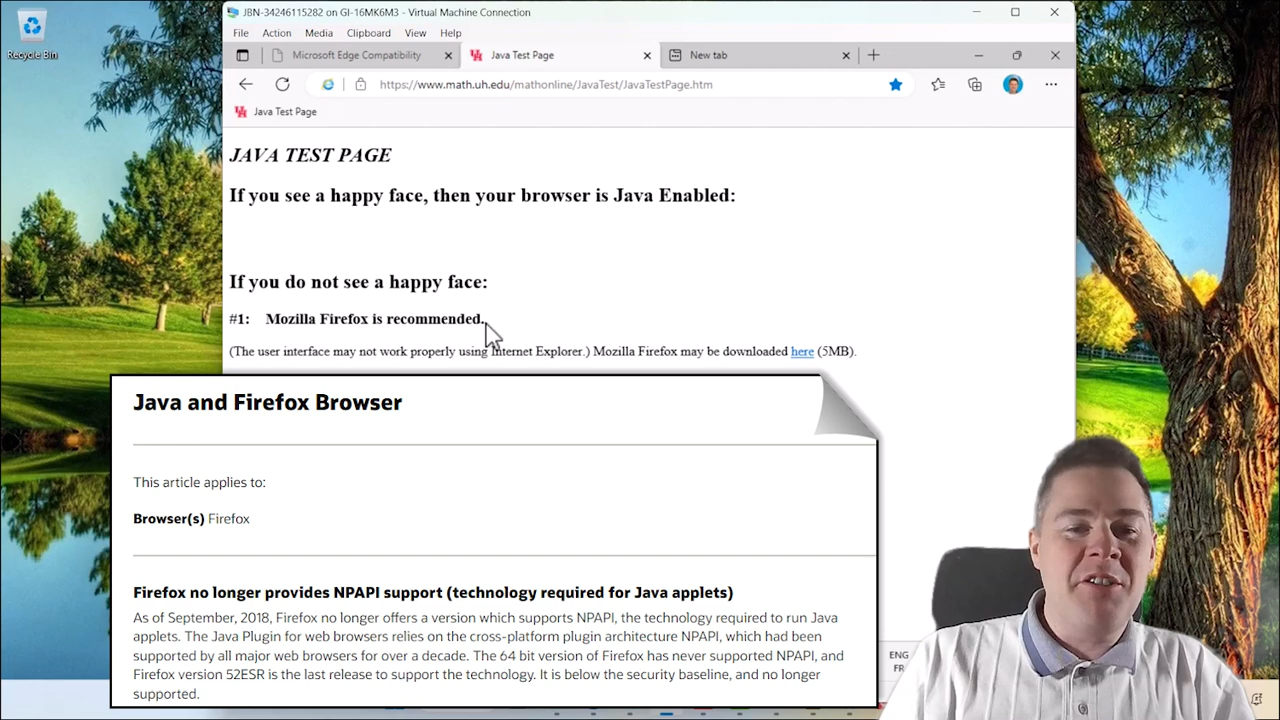 Recycle Bin
JBN-34246115282 on GI-16MK6M3 - Virtual Machine Connection
File Action Media Clipboard View Help
Microsoft Edge Compatibility
Java Test Page
New tab
https://www.math.uh.edu/mathonline/JavaTest/JavaTestPage.htm
Java Test Page
JAVA TEST PAGE
If you see a happy face, then your browser is Java Enabled:
If you do not see a happy face:
#1: Mozilla Firefox is recommended.
(The user interface may not work properly using Internet Explorer.) Mozilla Firefox may be downloaded here (5MB).
Java and Firefox Browser
This article applies to:
Browser(s) Firefox
Firefox no longer provides NPAPI support (technology required for Java applets)
As of September, 2018, Firefox no longer offers a version which supports NPAPI, the technology required to run Java
applets. The Java Plugin for web browsers relies on the cross-platform plugin architecture NPAPI, which had been
supported by all major web browsers for over a decade. The 64 bit version of Firefox has never supported NPAPI, and
Firefox version 52ESR is the last release to support the technology. It is below the security baseline, and no longer
supported.
ENG
FR